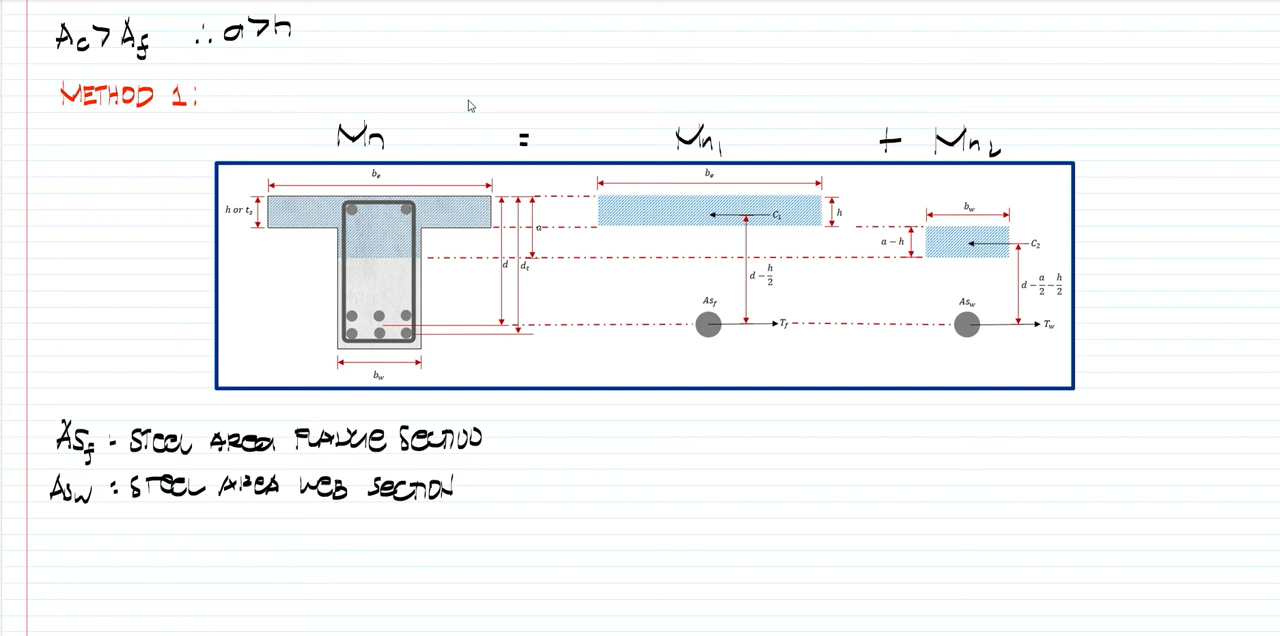 Ac > Af ∴ a > h
METHOD 1:
Mn = Mn1 + Mn2
be
be
h or ts
a
h
bw
C1
a − h
C2
d
dt
d − h/2
d − a/2 − h/2
Asf
Asw
Tf
Tw
bw
Asf = STEEL AREA FLANGE SECTION
Asw = STEEL AREA WEB SECTION